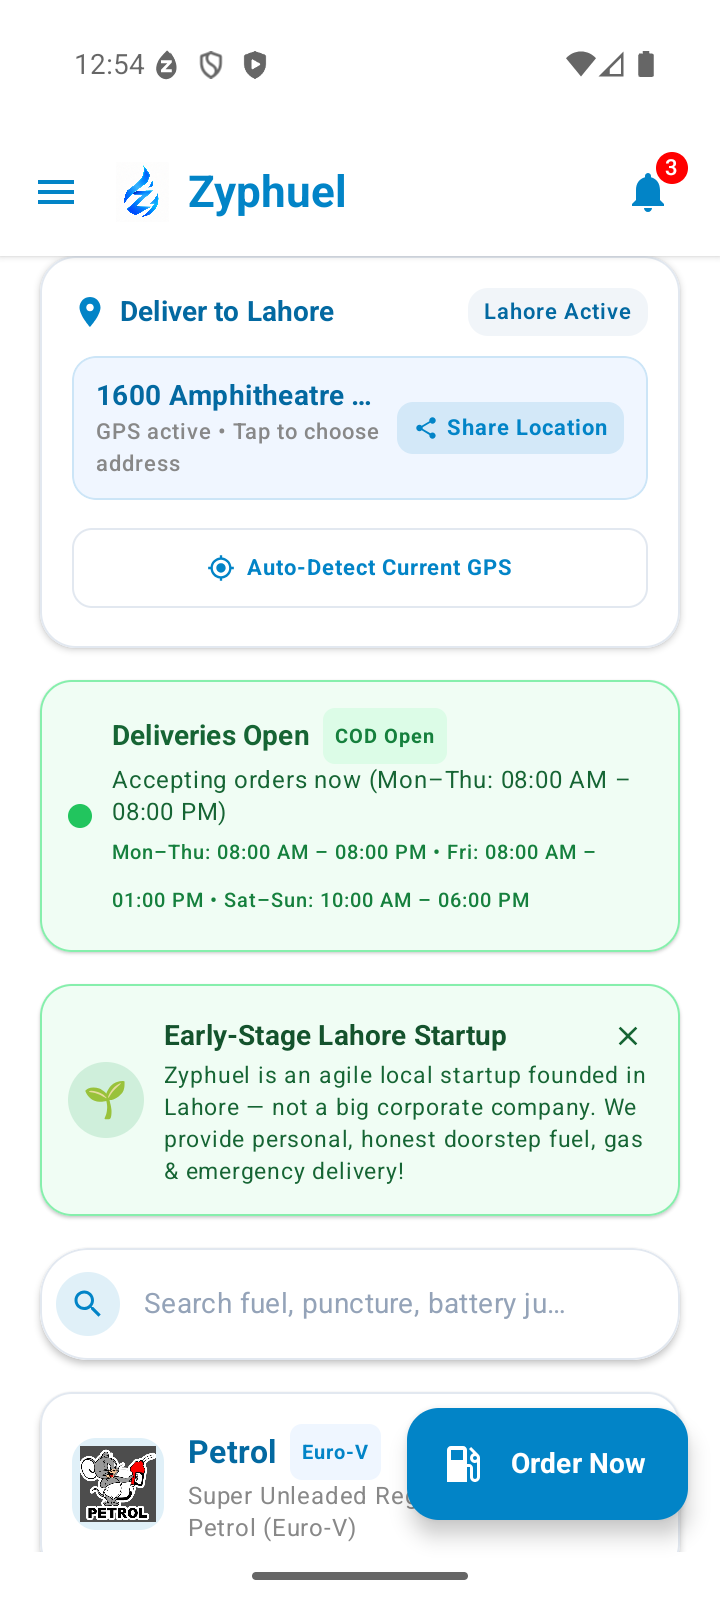 12:54
Zyphuel
3
Deliver to Lahore
Lahore Active
1600 Amphitheatre ...
GPS active • Tap to choose
address
Share Location
Auto-Detect Current GPS
Deliveries Open
COD Open
Accepting orders now (Mon–Thu: 08:00 AM –
08:00 PM)
Mon–Thu: 08:00 AM – 08:00 PM • Fri: 08:00 AM –
01:00 PM • Sat–Sun: 10:00 AM – 06:00 PM
Early-Stage Lahore Startup
Zyphuel is an agile local startup founded in
Lahore — not a big corporate company. We
provide personal, honest doorstep fuel, gas
& emergency delivery!
Search fuel, puncture, battery ju...
PETROL
Petrol
Euro-V
Super Unleaded
Petrol (Euro-V)
Order Now